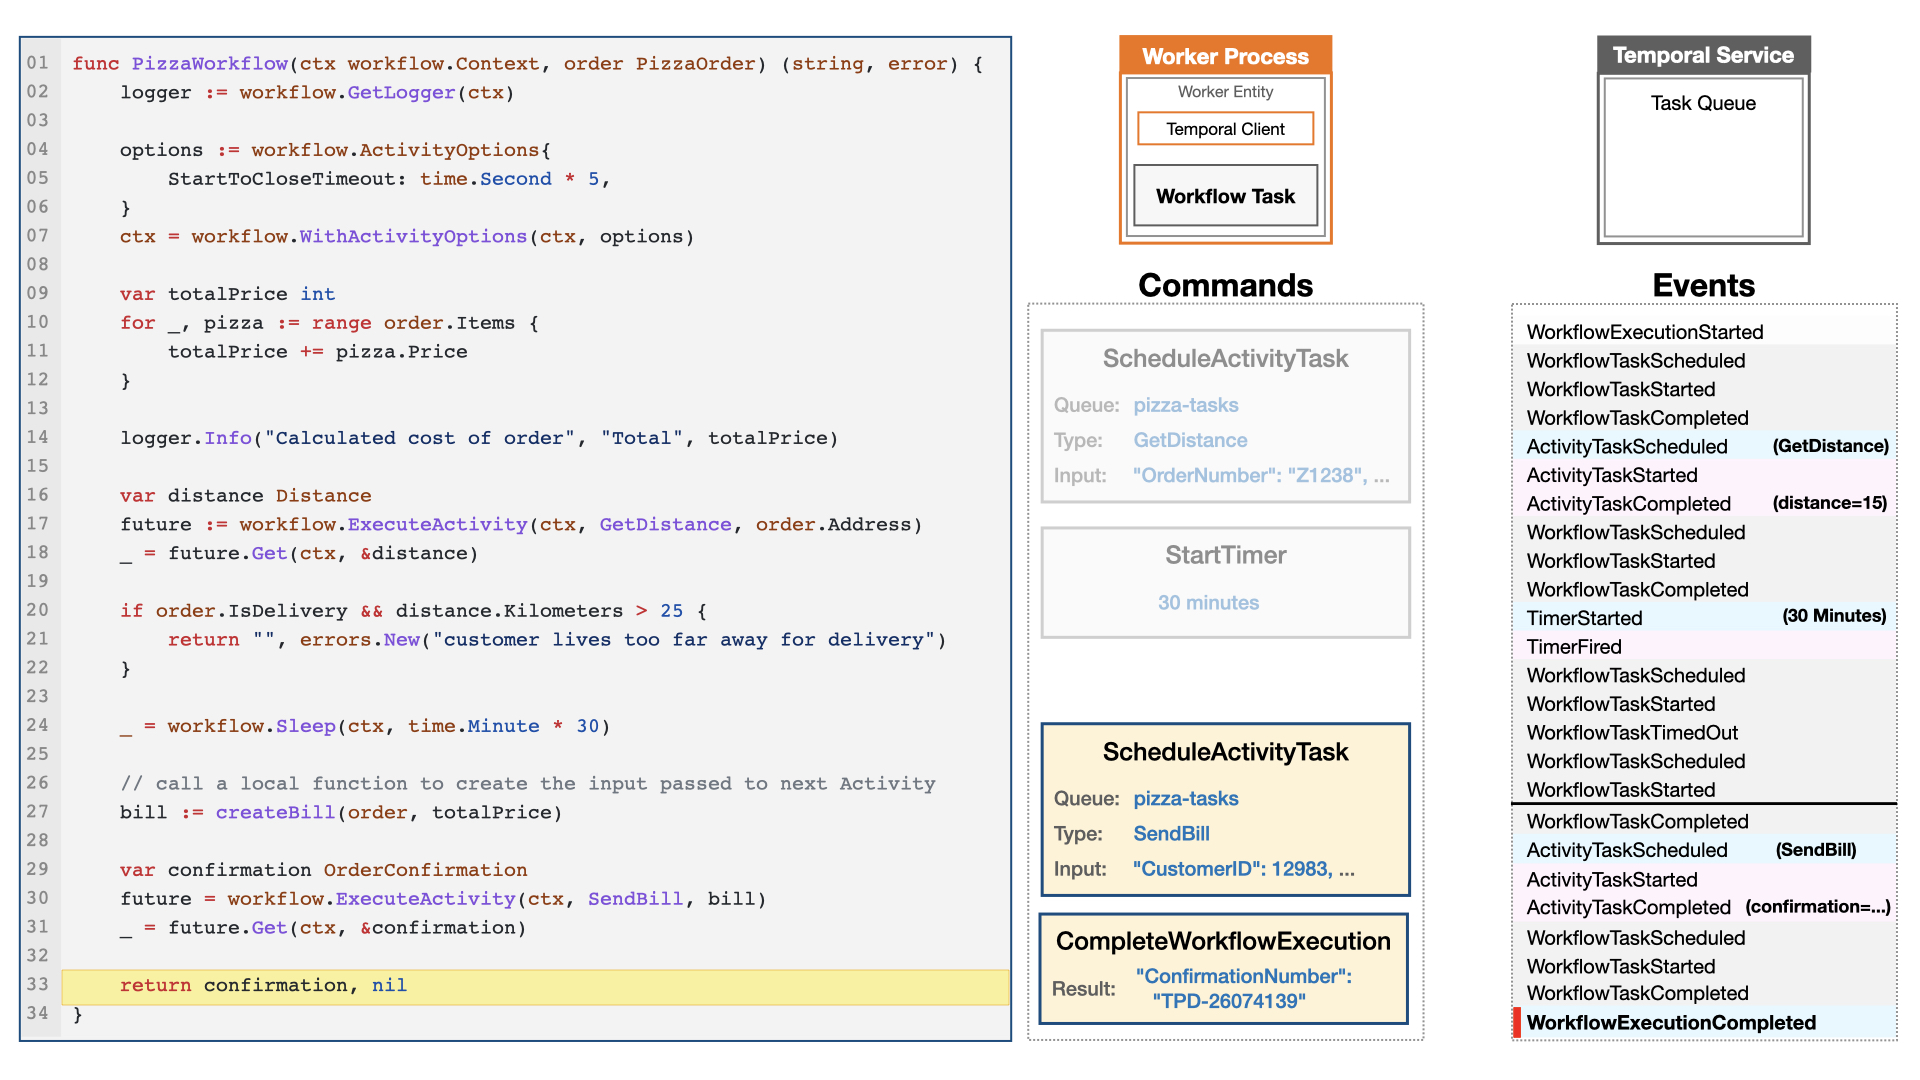 01 func PizzaWorkflow(ctx workflow.Context, order PizzaOrder) (string, error) {
02     logger := workflow.GetLogger(ctx)
03
04     options := workflow.ActivityOptions{
05         StartToCloseTimeout: time.Second * 5,
06     }
07     ctx = workflow.WithActivityOptions(ctx, options)
08
09     var totalPrice int
10     for _, pizza := range order.Items {
11         totalPrice += pizza.Price
12     }
13
14     logger.Info("Calculated cost of order", "Total", totalPrice)
15
16     var distance Distance
17     future := workflow.ExecuteActivity(ctx, GetDistance, order.Address)
18     _ = future.Get(ctx, &distance)
19
20     if order.IsDelivery && distance.Kilometers > 25 {
21         return "", errors.New("customer lives too far away for delivery")
22     }
23
24     _ = workflow.Sleep(ctx, time.Minute * 30)
25
26     // call a local function to create the input passed to next Activity
27     bill := createBill(order, totalPrice)
28
29     var confirmation OrderConfirmation
30     future = workflow.ExecuteActivity(ctx, SendBill, bill)
31     _ = future.Get(ctx, &confirmation)
32
33     return confirmation, nil
34 }
Worker Process
Worker Entity
Temporal Client
Workflow Task
Commands
ScheduleActivityTask
Queue: pizza-tasks
Type: GetDistance
Input: "OrderNumber": "Z1238", ...
StartTimer
30 minutes
ScheduleActivityTask
Queue: pizza-tasks
Type: SendBill
Input: "CustomerID": 12983, ...
CompleteWorkflowExecution
Result: "ConfirmationNumber":
"TPD-26074139"
Temporal Service
Task Queue
Events
WorkflowExecutionStarted
WorkflowTaskScheduled
WorkflowTaskStarted
WorkflowTaskCompleted
ActivityTaskScheduled (GetDistance)
ActivityTaskStarted
ActivityTaskCompleted (distance=15)
WorkflowTaskScheduled
WorkflowTaskStarted
WorkflowTaskCompleted
TimerStarted (30 Minutes)
TimerFired
WorkflowTaskScheduled
WorkflowTaskStarted
WorkflowTaskTimedOut
WorkflowTaskScheduled
WorkflowTaskStarted
WorkflowTaskCompleted
ActivityTaskScheduled (SendBill)
ActivityTaskStarted
ActivityTaskCompleted (confirmation=...)
WorkflowTaskScheduled
WorkflowTaskStarted
WorkflowTaskCompleted
WorkflowExecutionCompleted